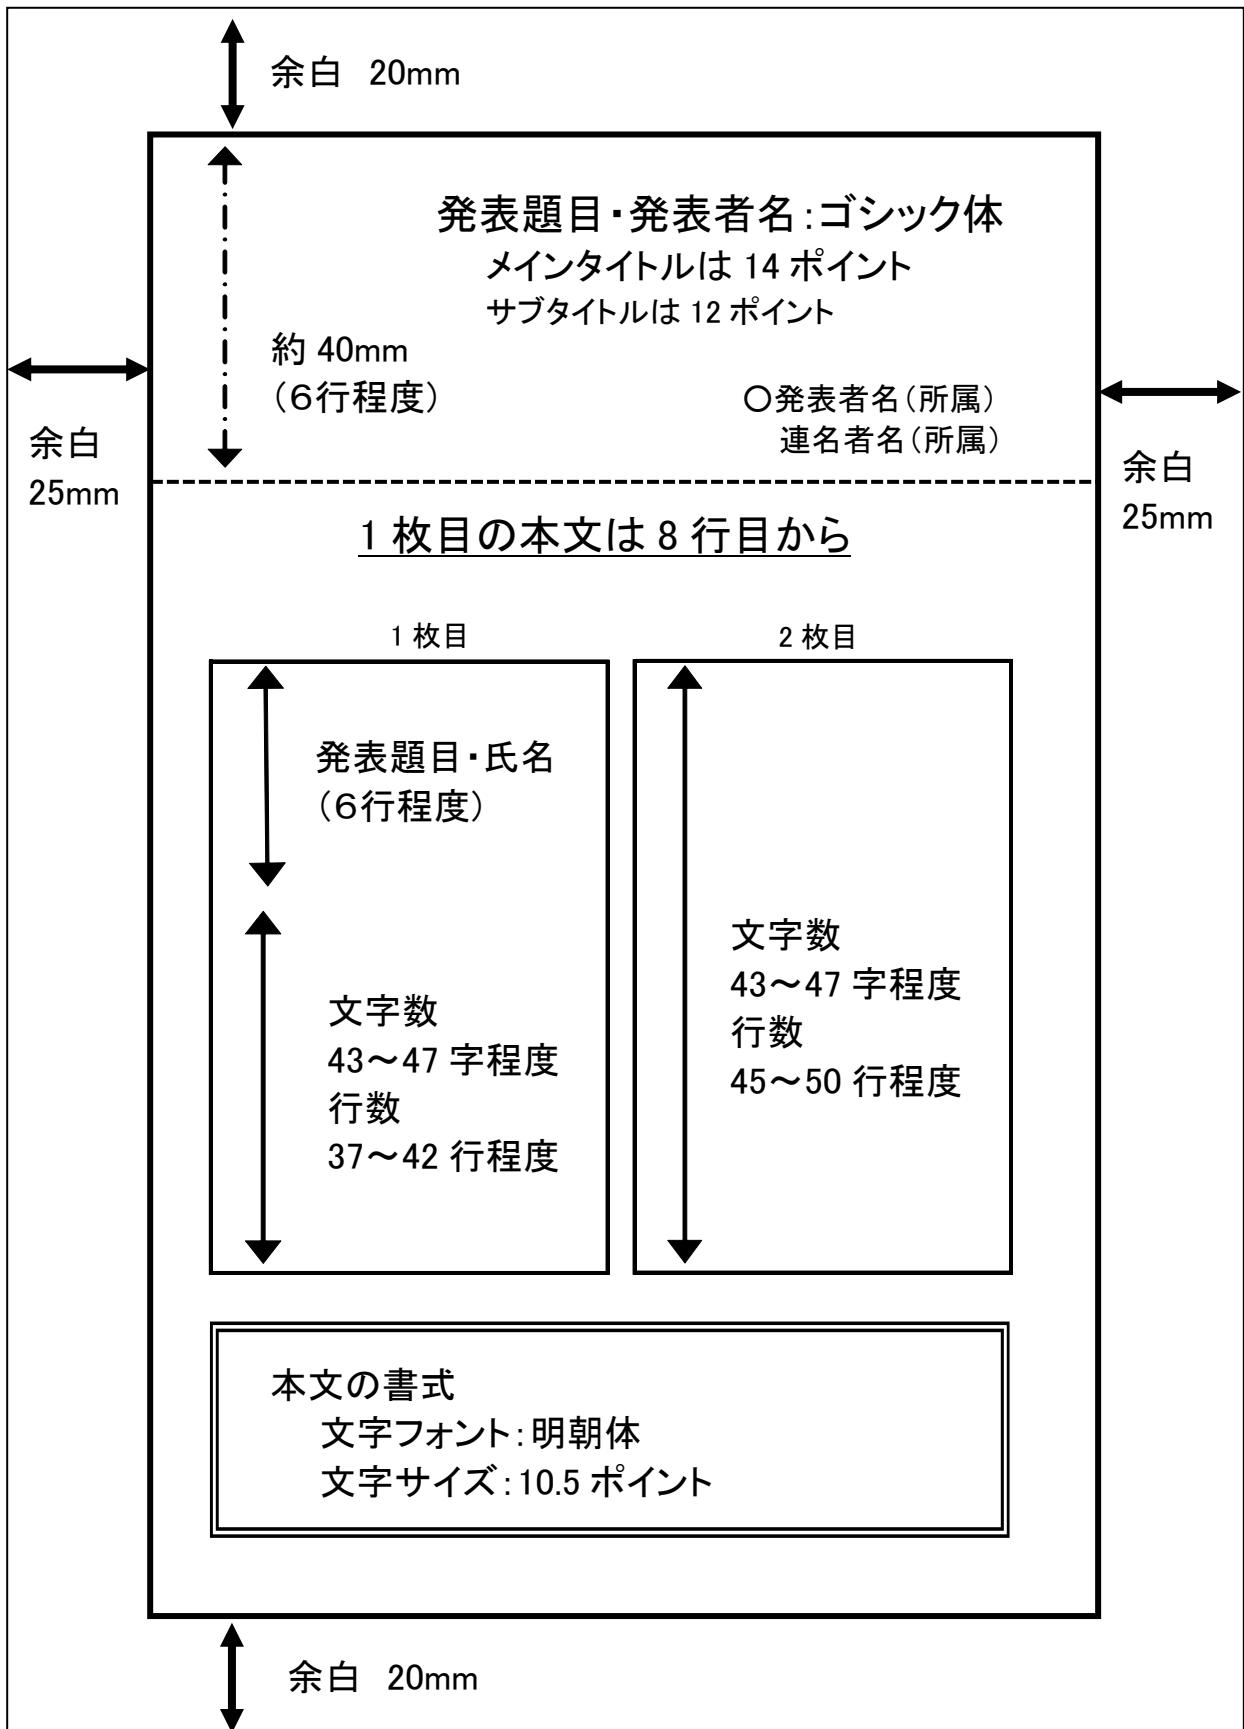 余白 20mm
発表題目・発表者名：ゴシック体
メインタイトルは 14 ポイント
サブタイトルは 12 ポイント
約 40mm
（６行程度）
○発表者名（所属）
連名者名（所属）
余白
25mm
余白
25mm
1 枚目の本文は 8 行目から
1 枚目
2 枚目
発表題目・氏名
（６行程度）
文字数
43～47 字程度
行数
37～42 行程度
文字数
43～47 字程度
行数
45～50 行程度
本文の書式
文字フォント：明朝体
文字サイズ：10.5 ポイント
余白 20mm